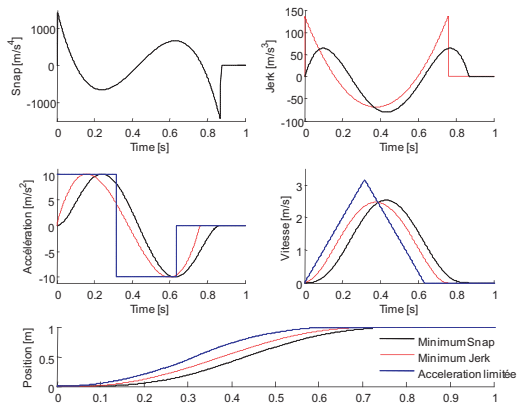 Snap [m/s⁴]
1000
0
-1000
0 0.2 0.4 0.6 0.8 1
Time [s]
Jerk [m/s³]
150
100
50
0
-50
-100
0 0.2 0.4 0.6 0.8 1
Time [s]
Accélération [m/s²]
10
5
0
-5
-10
0 0.2 0.4 0.6 0.8 1
Time [s]
Vitesse [m/s]
3
2
1
0
0 0.2 0.4 0.6 0.8 1
Time [s]
Position [m]
1
0.5
0
0 0.1 0.2 0.3 0.4 0.5 0.6 0.7 0.8 0.9 1
Minimum Snap
Minimum Jerk
Acceleration limitée